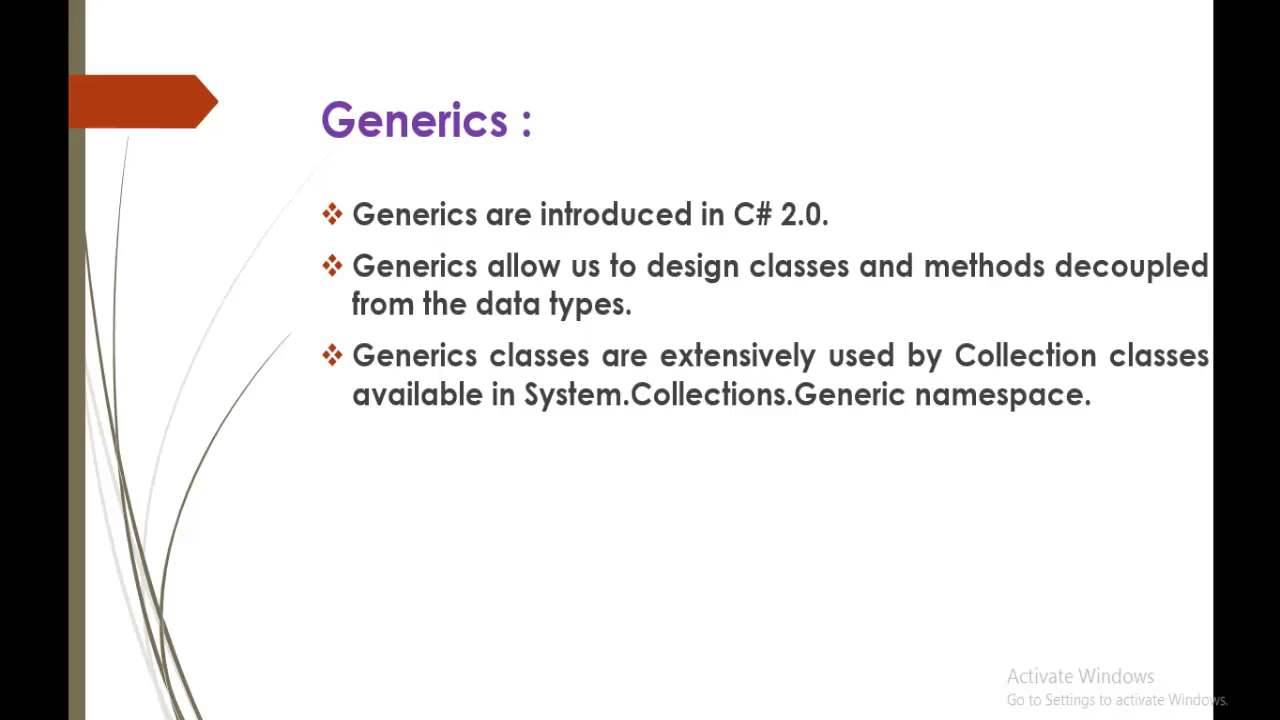 Generics :
Generics are introduced in C# 2.0.
Generics allow us to design classes and methods decoupled
from the data types.
Generics classes are extensively used by Collection classes
available in System.Collections.Generic namespace.
Activate Windows
Go to Settings to activate Windows.